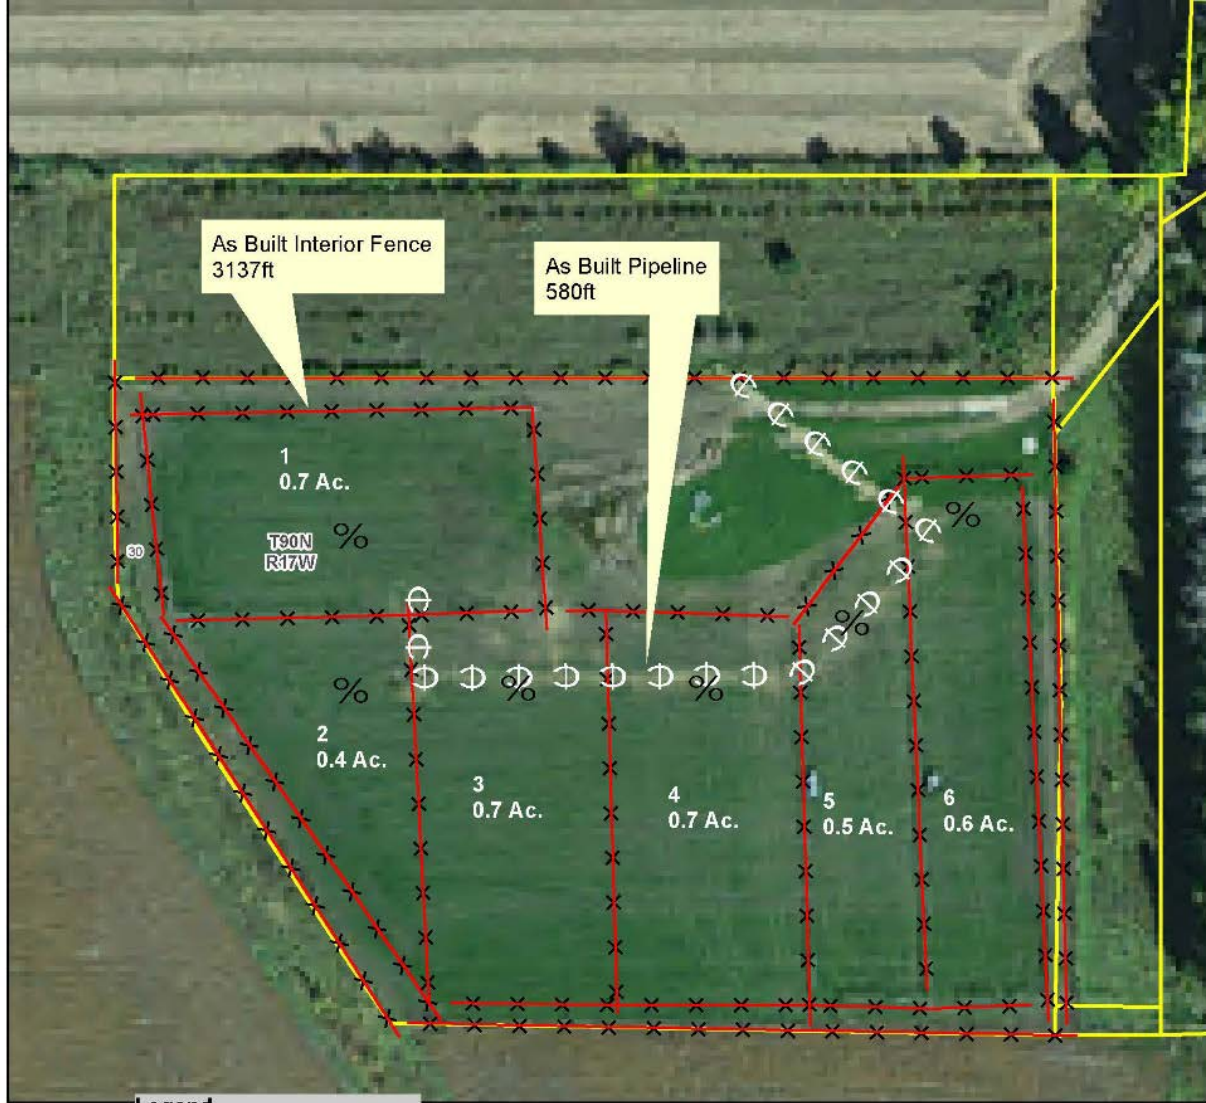 As Built Interior Fence
3137ft
As Built Pipeline
580ft
1
0.7 Ac.
T90N
R17W
30
%
%
%
%
%
%
2
0.4 Ac.
3
0.7 Ac.
4
0.7 Ac.
5
0.5 Ac.
6
0.6 Ac.
Legend